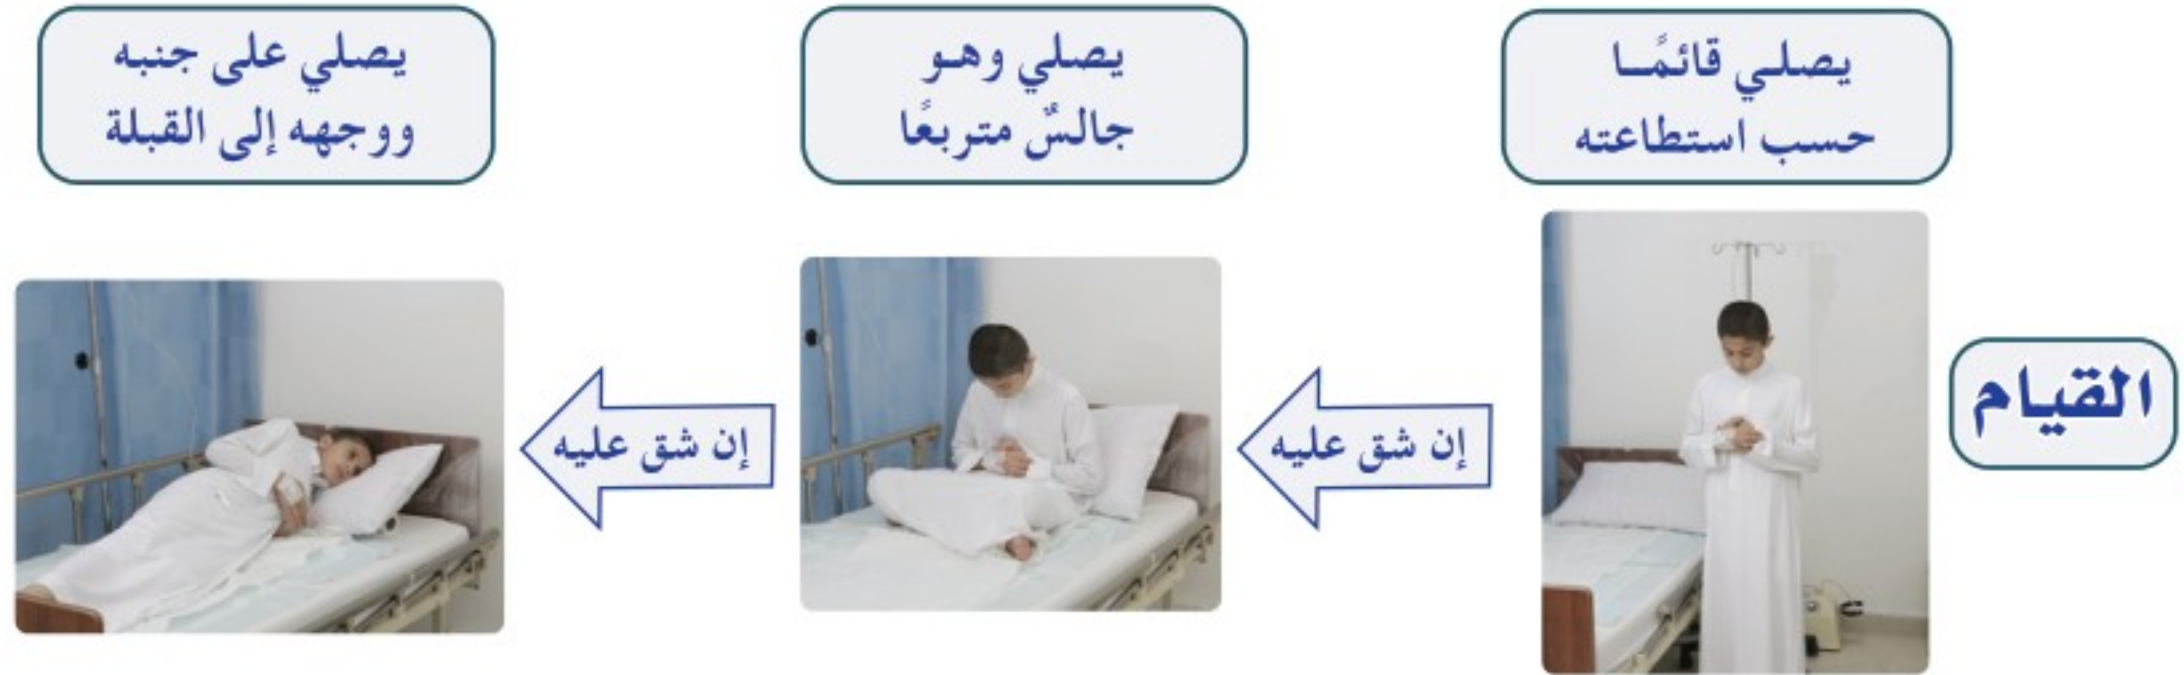 القيام
يصلي قائمًا
حسب استطاعته
إن شق عليه
يصلي وهو
جالسٌ متربعًا
إن شق عليه
يصلي على جنبه
ووجهه إلى القبلة